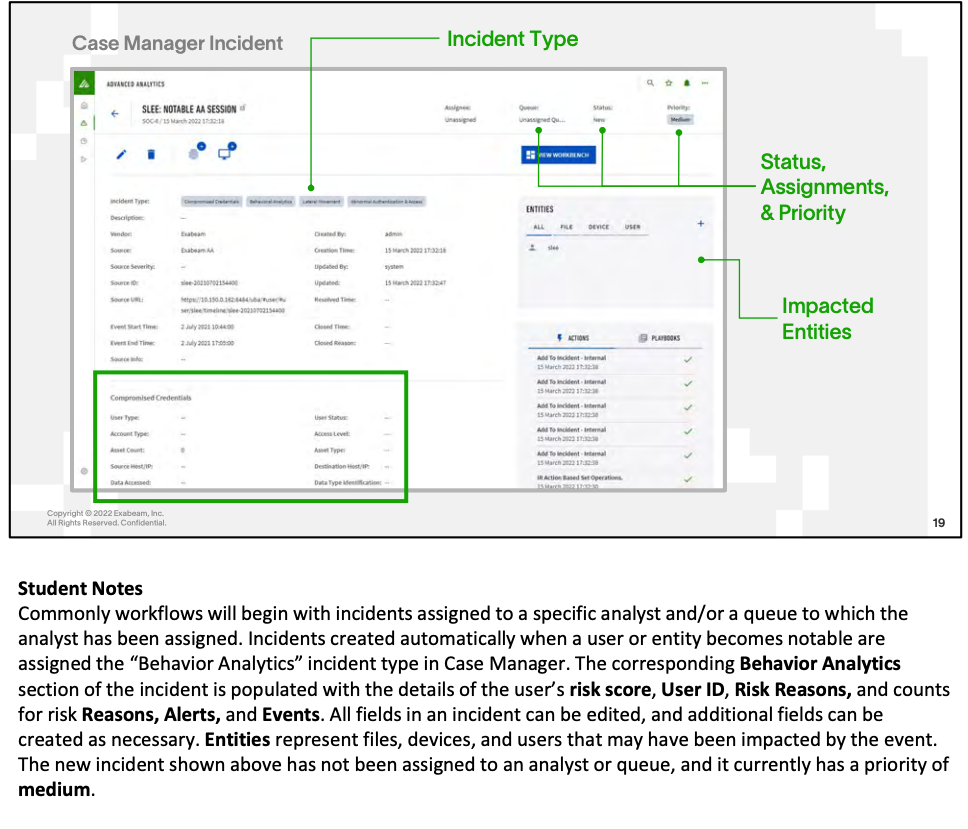 Case Manager Incident
Incident Type
ADVANCED ANALYTICS
SLEE: NOTABLE AA SESSION
SOC-8 / 15 March 2022 17:32:18
Assignee:
Unassigned
Queue:
Unassigned Qu...
Status:
New
Priority:
Medium
VIEW WORKBENCH
Status,
Assignments,
& Priority
Incident Type: Compromised Credentials Behavioral Analytics Lateral Movement Abnormal Authentication & Access
Description: --
Vendor: Exabeam Created By: admin
Source: Exabeam AA Creation Time: 15 March 2022 17:32:18
Source Severity: -- Updated By: system
Source ID: slee-20210702154400 Updated: 15 March 2022 17:32:47
Source URL: https://10.150.0.162:8484/uba/#user/#u Resolved Time: --
ser/slee/timeline/slee-20210702154400
Event Start Time: 2 July 2021 10:44:00 Closed Time: --
Event End Time: 2 July 2021 17:05:00 Closed Reason: --
Source Info: --
ENTITIES
ALL FILE DEVICE USER
slee
Impacted
Entities
ACTIONS PLAYBOOKS
Add To Incident - Internal
15 March 2022 17:32:38
Add To Incident - Internal
15 March 2022 17:32:38
Add To Incident - Internal
15 March 2022 17:32:38
Add To Incident - Internal
15 March 2022 17:32:38
Add To Incident - Internal
15 March 2022 17:32:38
IR Action Based Set Operations.
15 March 2022 17:32:30
Compromised Credentials
User Type: -- User Status: --
Account Type: -- Access Level: --
Asset Count: 0 Asset Type: --
Source Host/IP: -- Destination Host/IP: --
Data Accessed: -- Data Type Identification: --
Copyright © 2022 Exabeam, Inc.
All Rights Reserved. Confidential.
19
Student Notes
Commonly workflows will begin with incidents assigned to a specific analyst and/or a queue to which the
analyst has been assigned. Incidents created automatically when a user or entity becomes notable are
assigned the “Behavior Analytics” incident type in Case Manager. The corresponding Behavior Analytics
section of the incident is populated with the details of the user’s risk score, User ID, Risk Reasons, and counts
for risk Reasons, Alerts, and Events. All fields in an incident can be edited, and additional fields can be
created as necessary. Entities represent files, devices, and users that may have been impacted by the event.
The new incident shown above has not been assigned to an analyst or queue, and it currently has a priority of
medium.